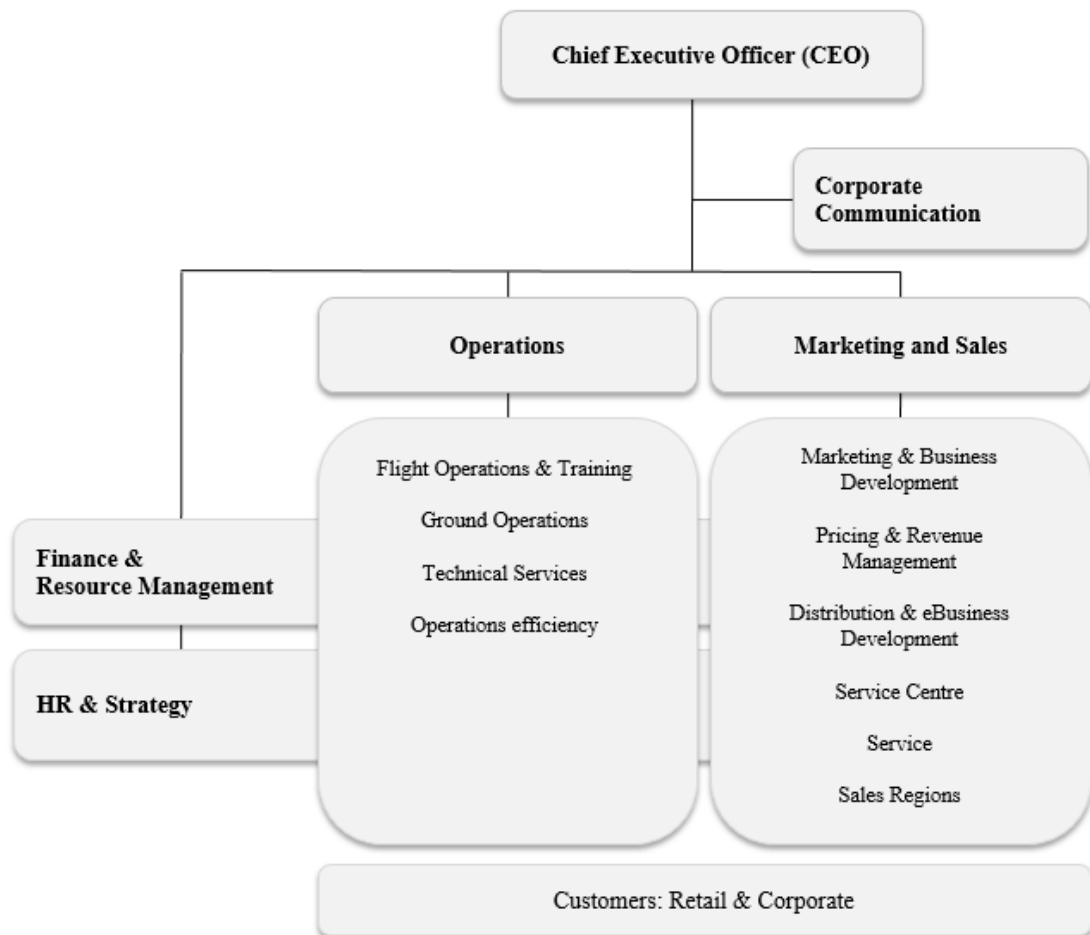 Chief Executive Officer (CEO)
Corporate
Communication
Operations
Marketing and Sales
Flight Operations & Training
Ground Operations
Technical Services
Operations efficiency
Marketing & Business
Development
Pricing & Revenue
Management
Distribution & eBusiness
Development
Service Centre
Service
Sales Regions
Finance &
Resource Management
HR & Strategy
Customers: Retail & Corporate